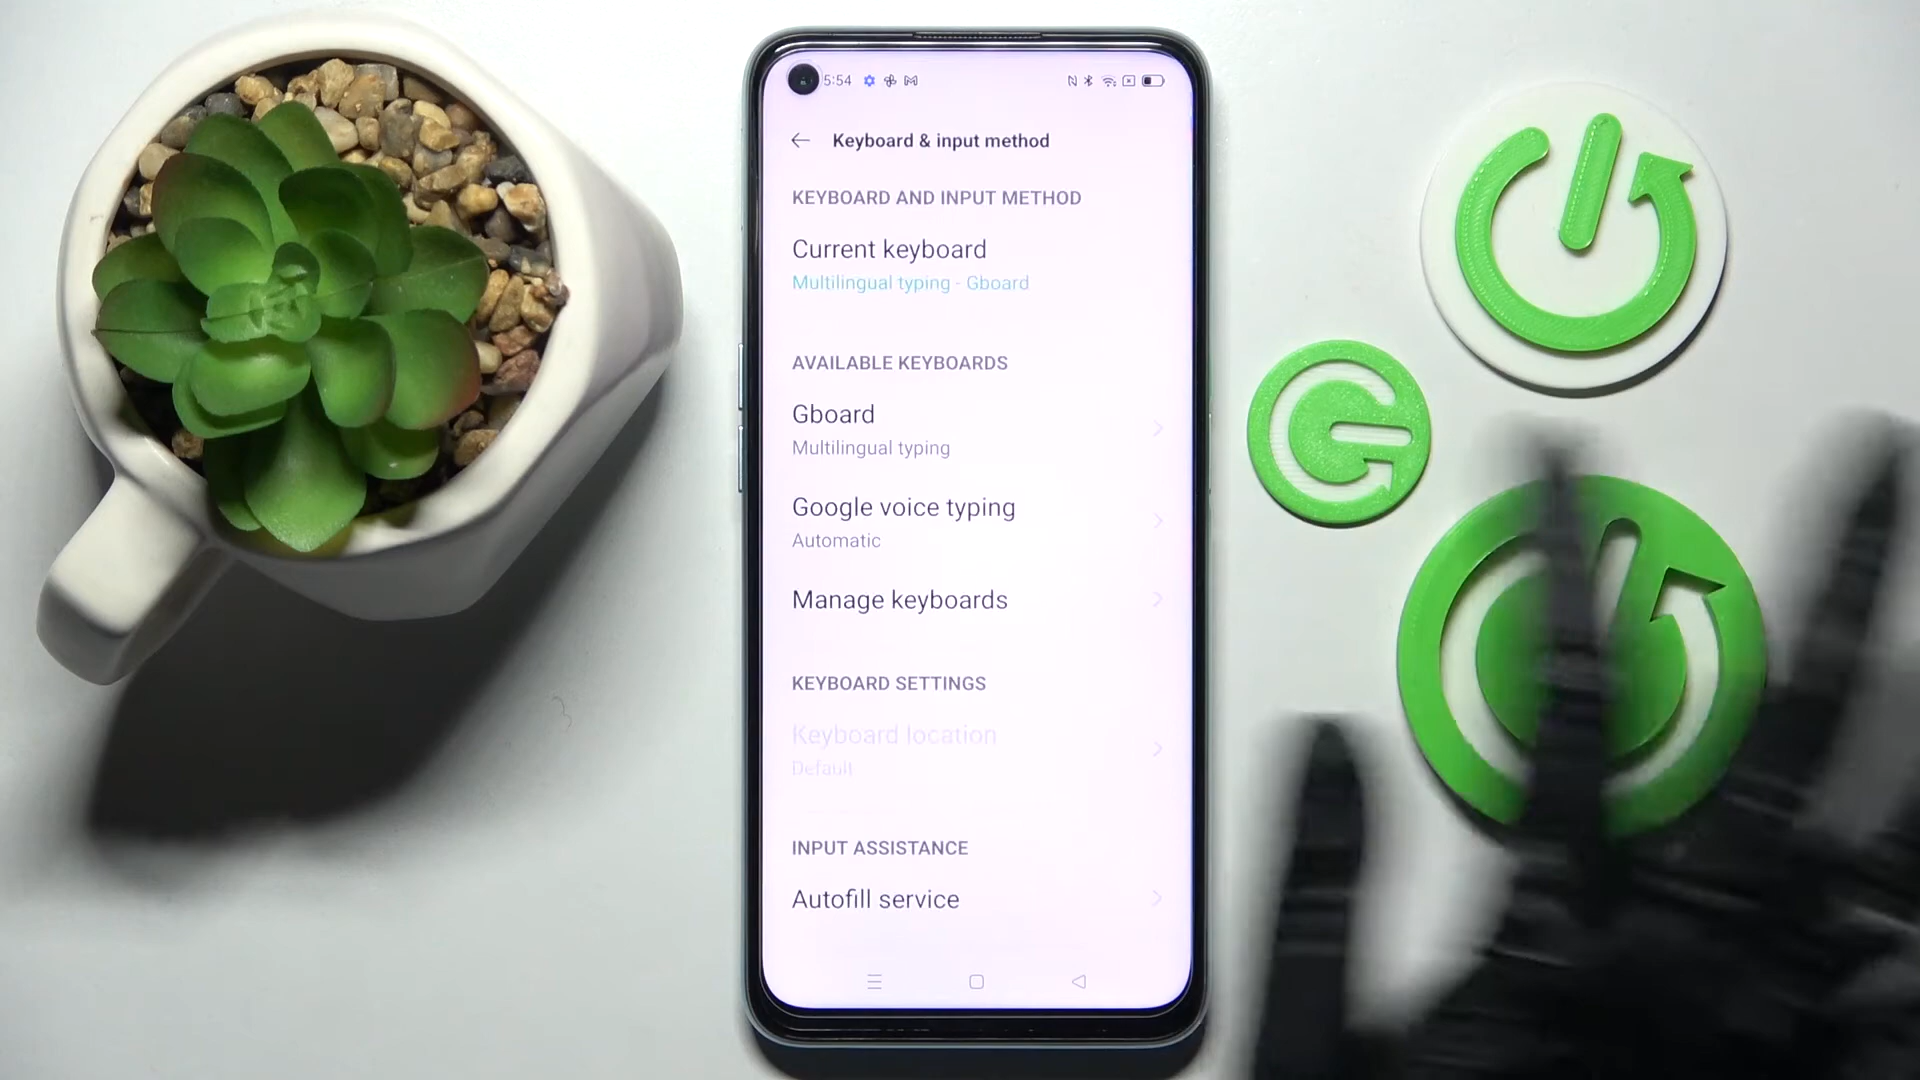 5:54
Keyboard & input method
KEYBOARD AND INPUT METHOD
Current keyboard
Multilingual typing - Gboard
AVAILABLE KEYBOARDS
Gboard
Multilingual typing
Google voice typing
Automatic
Manage keyboards
KEYBOARD SETTINGS
Keyboard location
Default
INPUT ASSISTANCE
Autofill service